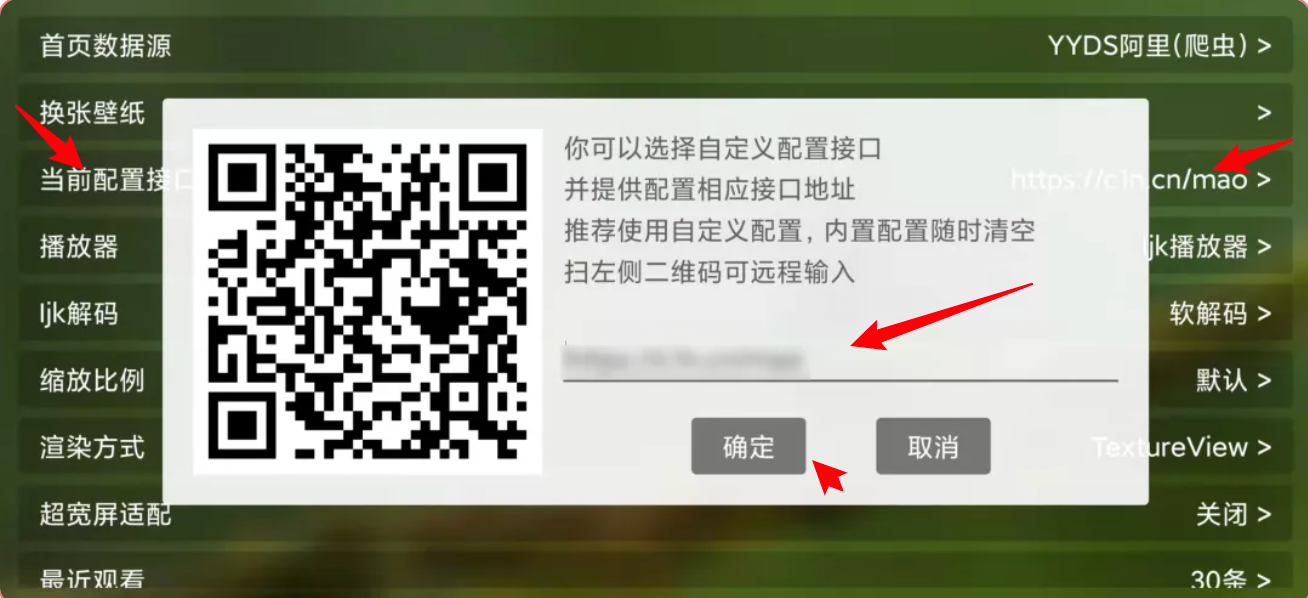 首页数据源 YYDS阿里(爬虫) >
换张壁纸 >
当前配置接口 https://c1n.cn/mao >
播放器 Ijk播放器 >
Ijk解码 软解码 >
缩放比例 默认 >
渲染方式 TextureView >
超宽屏适配 关闭 >
最近观看 30条 >
你可以选择自定义配置接口
并提供配置相应接口地址
推荐使用自定义配置，内置配置随时清空
扫左侧二维码可远程输入
确定 取消